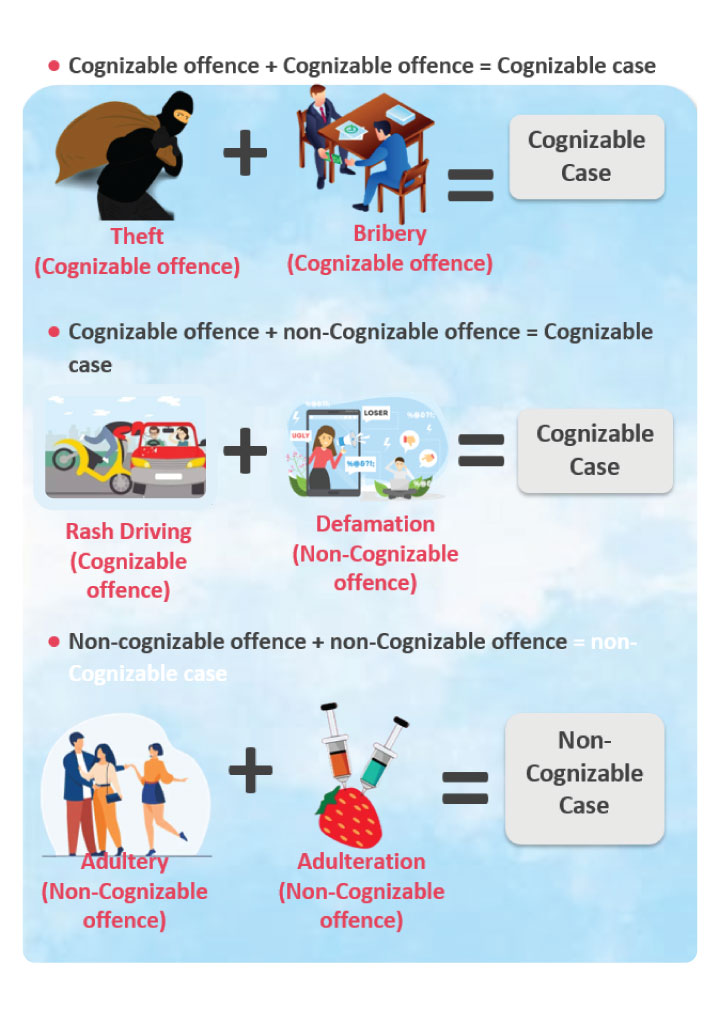 • Cognizable offence + Cognizable offence = Cognizable case
Cognizable
Case
Theft
(Cognizable offence)
Bribery
(Cognizable offence)
• Cognizable offence + non-Cognizable offence = Cognizable
case
UGLY
LOSER
%@$?!;
%@$?!;
Cognizable
Case
Rash Driving
(Cognizable
offence)
Defamation
(Non-Cognizable
offence)
• Non-cognizable offence + non-Cognizable offence = non-
Cognizable case
Non-
Cognizable
Case
Adultery
(Non-Cognizable
offence)
Adulteration
(Non-Cognizable
offence)